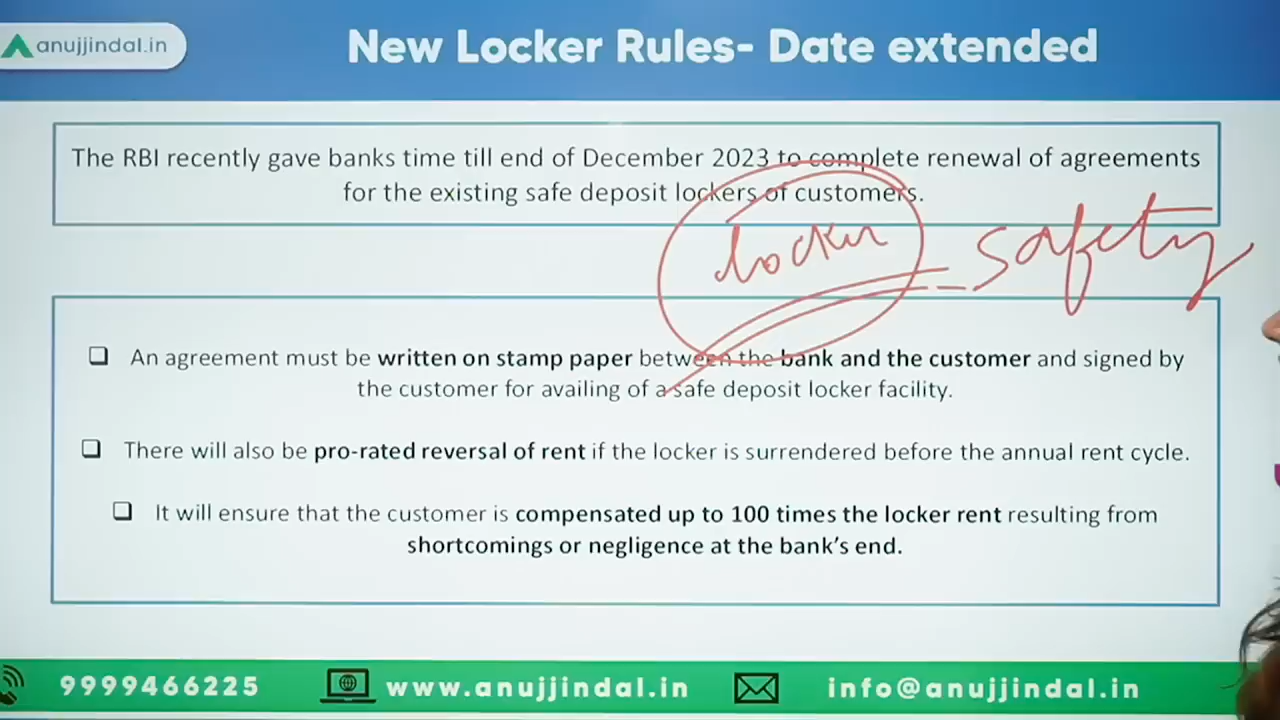 anujjindal.in
New Locker Rules- Date extended
The RBI recently gave banks time till end of December 2023 to complete renewal of agreements
for the existing safe deposit lockers of customers.
locker safety
❑ An agreement must be written on stamp paper between the bank and the customer and signed by
the customer for availing of a safe deposit locker facility.
❑ There will also be pro-rated reversal of rent if the locker is surrendered before the annual rent cycle.
❑ It will ensure that the customer is compensated up to 100 times the locker rent resulting from
shortcomings or negligence at the bank's end.
9999466225 www.anujjindal.in info@anujjindal.in